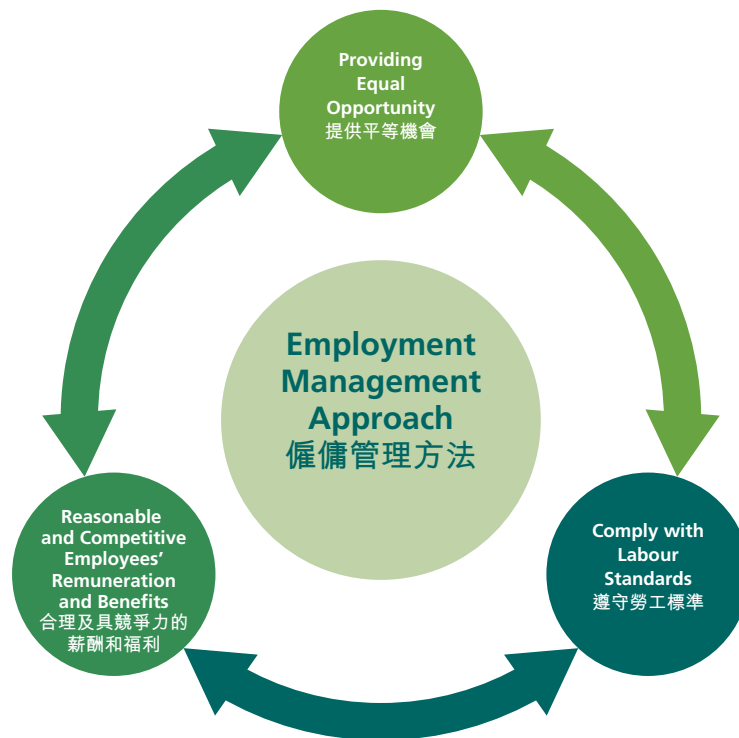 Providing
Equal
Opportunity
提供平等機會
Employment
Management
Approach
僱傭管理方法
Reasonable
and Competitive
Employees’
Remuneration
and Benefits
合理及具競爭力的
薪酬和福利
Comply with
Labour
Standards
遵守勞工標準